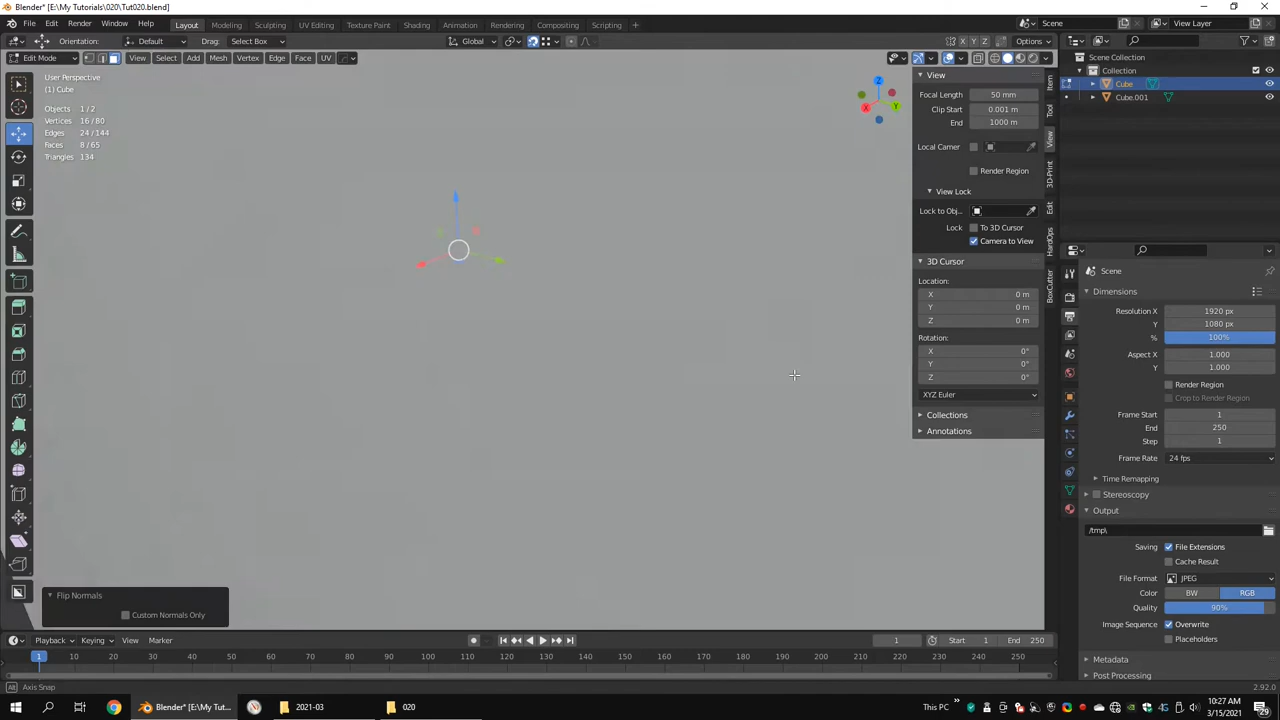 Blender* [E:\My Tutorials\020\Tut020.blend]
File Edit Render Window Help Layout Modeling Sculpting UV Editing Texture Paint Shading Animation Rendering Compositing Scripting Scene View Layer
Orientation: Default Drag: Select Box Global X Y Z Options
Edit Mode View Select Add Mesh Vertex Edge Face UV
User Perspective
(1) Cube
Objects 1/2
Vertices 16/80
Edges 24/144
Faces 8/65
Triangles 134
Z
Y
X
View
Focal Length 50 mm
Clip Start 0.001 m
End 1000 m
Local Camer
Render Region
View Lock
Lock to Obj...
Lock To 3D Cursor
Camera to View
3D Cursor
Location:
X 0 m
Y 0 m
Z 0 m
Rotation:
X 0°
Y 0°
Z 0°
XYZ Euler
Collections
Annotations
Item
Tool
View
3D-Print
Edit
HardOps
BoxCutter
Scene Collection
Collection
Cube
Cube.001
Scene
Dimensions
Resolution X 1920 px
Y 1080 px
% 100%
Aspect X 1.000
Y 1.000
Render Region
Crop to Render Region
Frame Start 1
End 250
Step 1
Frame Rate 24 fps
Time Remapping
Stereoscopy
Output
/tmp\
Saving File Extensions
Cache Result
File Format JPEG
Color BW RGB
Quality 90%
Image Sequence Overwrite
Placeholders
Metadata
Post Processing
Flip Normals
Custom Normals Only
Playback Keying View Marker 1 Start 1 End 250
1 10 20 30 40 50 60 70 80 90 100 110 120 130 140 150 160 170 180 190 200 210 220 230 240 250
Alt Axis Snap 2.92.0
Blender* [E:\My Tut... 2021-03 020 This PC 10:27 AM
3/15/2021